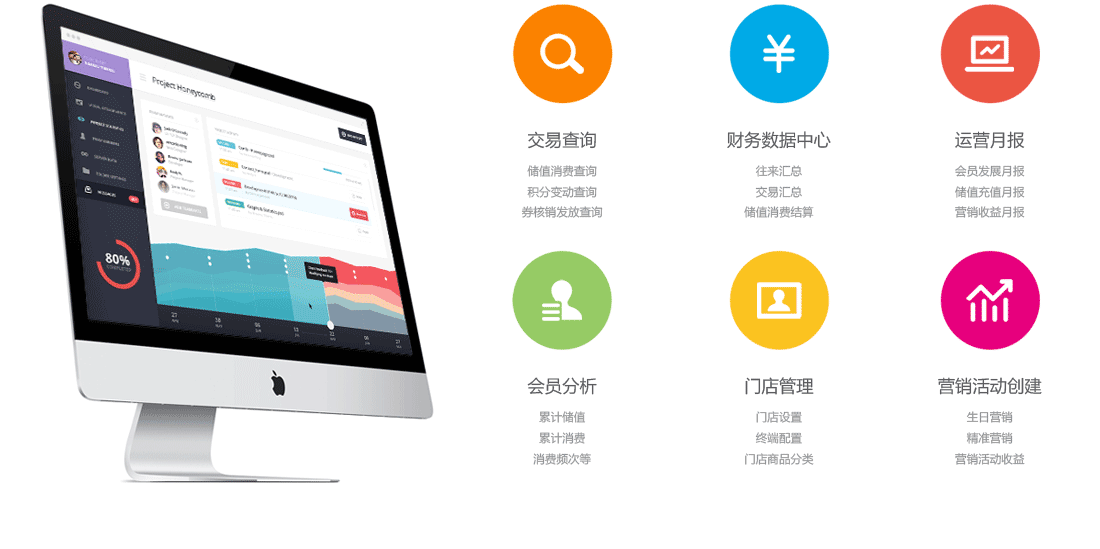 Project Honeycomb
80%
COMPLETED
交易查询
储值消费查询
积分变动查询
券核销发放查询
财务数据中心
往来汇总
交易汇总
储值消费结算
运营月报
会员发展月报
储值充值月报
营销收益月报
会员分析
累计储值
累计消费
消费频次等
门店管理
门店设置
终端配置
门店商品分类
营销活动创建
生日营销
精准营销
营销活动收益